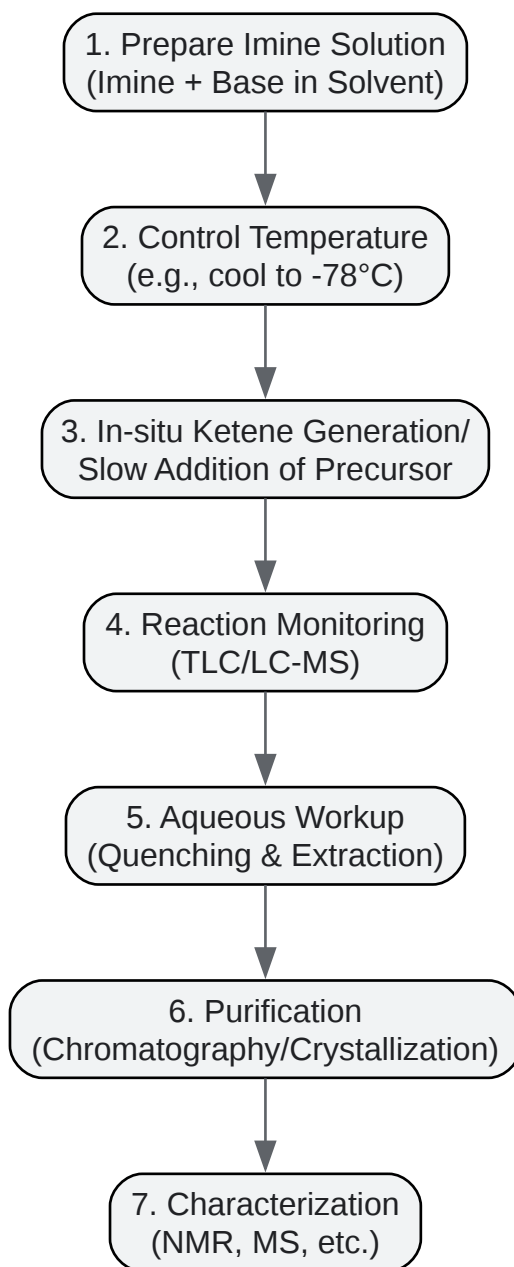 1. Prepare Imine Solution
(Imine + Base in Solvent)
2. Control Temperature
(e.g., cool to -78°C)
3. In-situ Ketene Generation/
Slow Addition of Precursor
4. Reaction Monitoring
(TLC/LC-MS)
5. Aqueous Workup
(Quenching & Extraction)
6. Purification
(Chromatography/Crystallization)
7. Characterization
(NMR, MS, etc.)